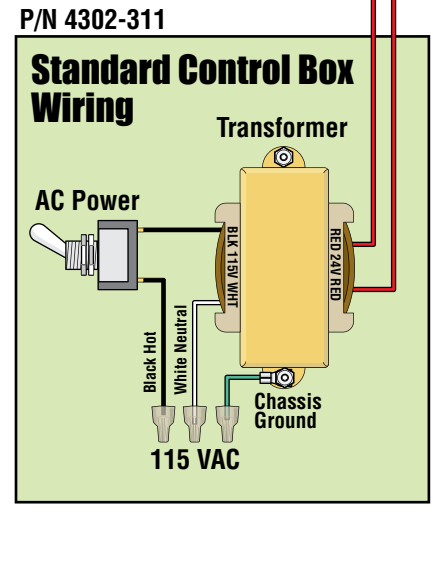 P/N 4302-311
Standard Control Box
Wiring
Transformer
AC Power
BLK 115V WHT
RED 24V RED
Black Hot
White Neutral
Chassis
Ground
115 VAC